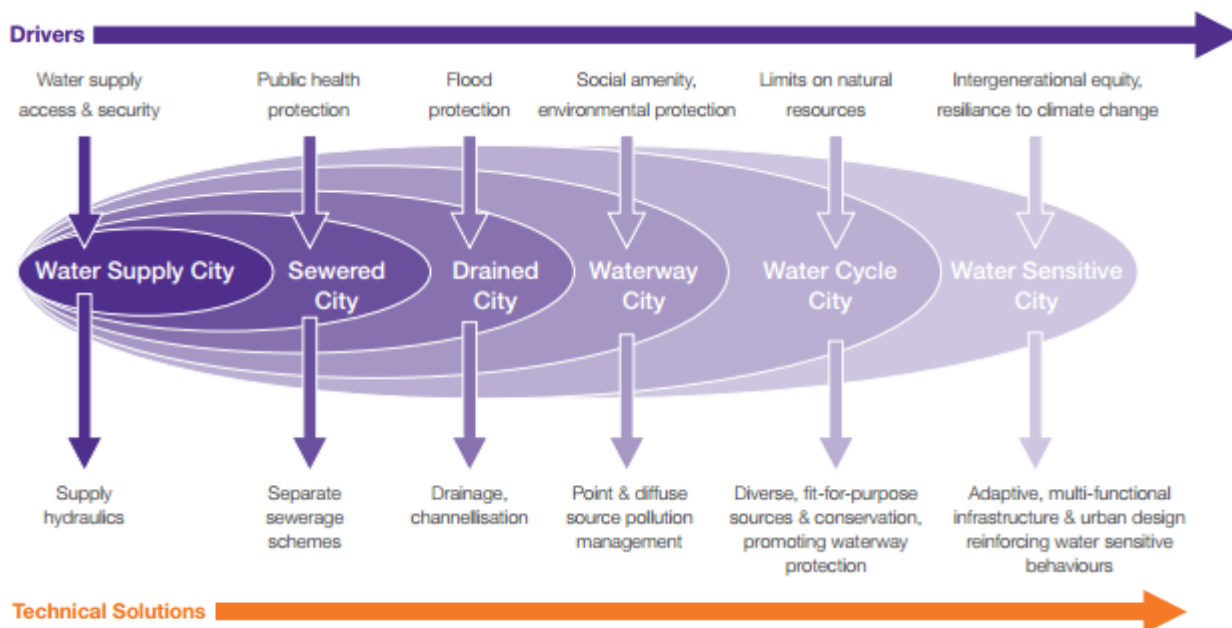 Drivers
Water supply
access & security
Public health
protection
Flood
protection
Social amenity,
environmental protection
Limits on natural
resources
Intergenerational equity,
resiliance to climate change
Water Supply City
Sewered
City
Drained
City
Waterway
City
Water Cycle
City
Water Sensitive
City
Supply
hydraulics
Separate
sewerage
schemes
Drainage,
channellisation
Point & diffuse
source pollution
management
Diverse, fit-for-purpose
sources & conservation,
promoting waterway
protection
Adaptive, multi-functional
infrastructure & urban design
reinforcing water sensitive
behaviours
Technical Solutions